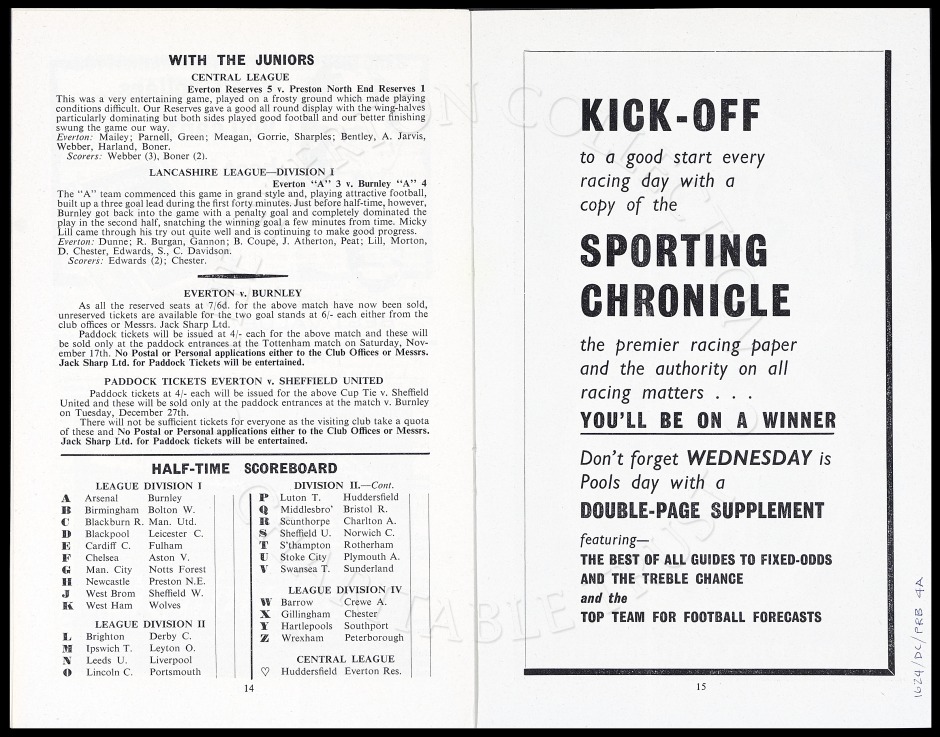 WITH THE JUNIORS
CENTRAL LEAGUE
Everton Reserves 5 v. Preston North End Reserves 1
This was a very entertaining game, played on a frosty ground which made playing
conditions difficult. Our Reserves gave a good all round display with the wing-halves
particularly dominating but both sides played good football and our better finishing
swung the game our way.
Everton: Mailey; Parnell, Green; Meagan, Gorrie, Sharples; Bentley, A. Jarvis,
Webber, Harland, Boner.
Scorers: Webber (3), Boner (2).
LANCASHIRE LEAGUE—DIVISION I
Everton "A" 3 v. Burnley "A" 4
The "A" team commenced this game in grand style and, playing attractive football,
built up a three goal lead during the first forty minutes. Just before half-time, however,
Burnley got back into the game with a penalty goal and completely dominated the
play in the second half, snatching the winning goal a few minutes from time. Micky
Lill came through his try out quite well and is continuing to make good progress.
Everton: Dunne; R. Burgan, Gannon; B. Coupe, J. Atherton, Peat; Lill, Morton,
D. Chester, Edwards, S., C. Davidson.
Scorers: Edwards (2); Chester.
EVERTON v. BURNLEY
As all the reserved seats at 7/6d. for the above match have now been sold,
unreserved tickets are available for the two goal stands at 6/- each either from the
club offices or Messrs. Jack Sharp Ltd.
Paddock tickets will be issued at 4/- each for the above match and these will
be sold only at the paddock entrances at the Tottenham match on Saturday, Nov-
ember 17th. No Postal or Personal applications either to the Club Offices or Messrs.
Jack Sharp Ltd. for Paddock Tickets will be entertained.
PADDOCK TICKETS EVERTON v. SHEFFIELD UNITED
Paddock tickets at 4/- each will be issued for the above Cup Tie v. Sheffield
United and these will be sold only at the paddock entrances at the match v. Burnley
on Tuesday, December 27th.
There will not be sufficient tickets for everyone as the visiting club take a quota
of these and No Postal or Personal applications either to the Club Offices or Messrs.
Jack Sharp Ltd. for Paddock tickets will be entertained.
HALF-TIME SCOREBOARD
LEAGUE DIVISION I
A Arsenal Burnley
B Birmingham Bolton W.
C Blackburn R. Man. Utd.
D Blackpool Leicester C.
E Cardiff C. Fulham
F Chelsea Aston V.
G Man. City Notts Forest
H Newcastle Preston N.E.
J West Brom Sheffield W.
K West Ham Wolves
LEAGUE DIVISION II
L Brighton Derby C.
M Ipswich T. Leyton O.
N Leeds U. Liverpool
O Lincoln C. Portsmouth
DIVISION II.—Cont.
P Luton T. Huddersfield
Q Middlesbro' Bristol R.
R Scunthorpe Charlton A.
S Sheffield U. Norwich C.
T S'thampton Rotherham
U Stoke City Plymouth A.
V Swansea T. Sunderland
LEAGUE DIVISION IV
W Barrow Crewe A.
X Gillingham Chester
Y Hartlepools Southport
Z Wrexham Peterborough
CENTRAL LEAGUE
♡ Huddersfield Everton Res.
14
KICK-OFF
to a good start every
racing day with a
copy of the
SPORTING
CHRONICLE
the premier racing paper
and the authority on all
racing matters . . .
YOU'LL BE ON A WINNER
Don't forget WEDNESDAY is
Pools day with a
DOUBLE-PAGE SUPPLEMENT
featuring—
THE BEST OF ALL GUIDES TO FIXED-ODDS
AND THE TREBLE CHANCE
and the
TOP TEAM FOR FOOTBALL FORECASTS
15
1624/DC/PRB 4A
EVERTON COLLECTION
CHARITABLE TRUST